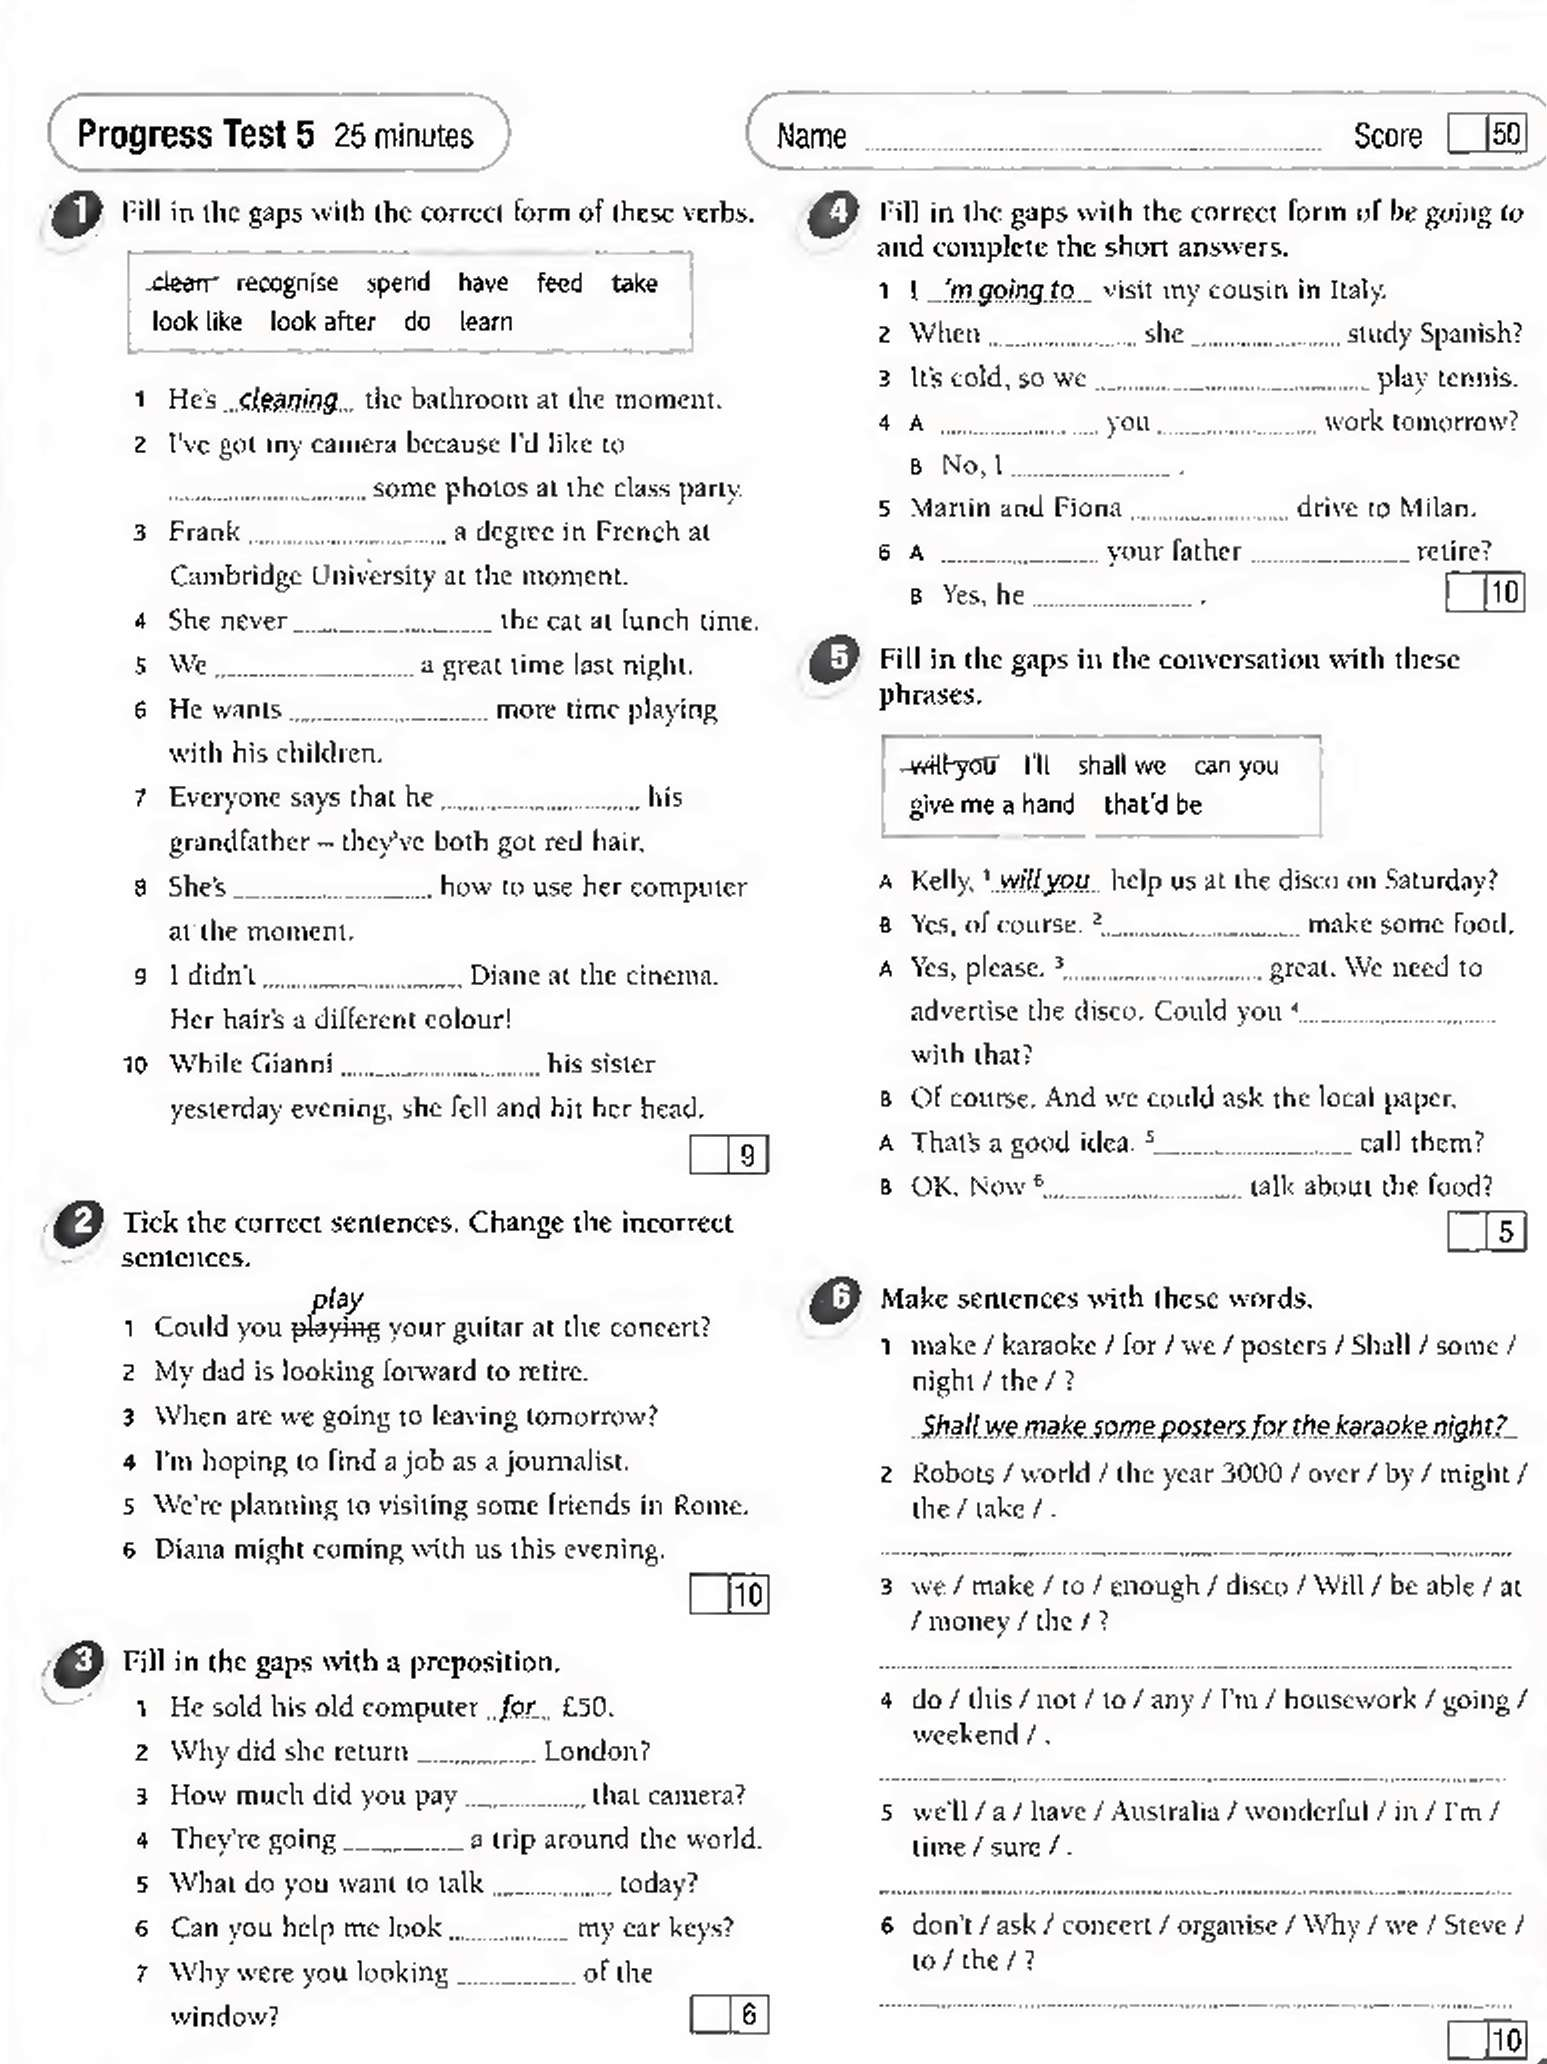 Progress Test 5 25 minutes
Name
Score 50
1 Fill in the gaps with the correct form of these verbs.
clean recognise spend have feed take
look like look after do learn
1 He's cleaning the bathroom at the moment.
2 I've got my camera because I'd like to
some photos at the class party.
3 Frank a degree in French at
Cambridge University at the moment.
4 She never the cat at lunch time.
5 We a great time last night.
6 He wants more time playing
with his children.
7 Everyone says that he his
grandfather – they've both got red hair.
8 She's how to use her computer
at the moment.
9 I didn't Diane at the cinema.
Her hair's a different colour!
10 While Gianni his sister
yesterday evening, she fell and hit her head.
9
2 Tick the correct sentences. Change the incorrect
sentences.
play
1 Could you playing your guitar at the concert?
2 My dad is looking forward to retire.
3 When are we going to leaving tomorrow?
4 I'm hoping to find a job as a journalist.
5 We're planning to visiting some friends in Rome.
6 Diana might coming with us this evening.
10
3 Fill in the gaps with a preposition.
1 He sold his old computer for £50.
2 Why did she return London?
3 How much did you pay that camera?
4 They're going a trip around the world.
5 What do you want to talk today?
6 Can you help me look my car keys?
7 Why were you looking of the
window?
6
4 Fill in the gaps with the correct form of be going to
and complete the short answers.
1 I 'm going to visit my cousin in Italy.
2 When she study Spanish?
3 It's cold, so we play tennis.
4 A you work tomorrow?
B No, I .
5 Martin and Fiona drive to Milan.
6 A your father retire?
B Yes, he .
10
5 Fill in the gaps in the conversation with these
phrases.
will you I'll shall we can you
give me a hand that'd be
A Kelly, 1 will you help us at the disco on Saturday?
B Yes, of course. 2 make some food.
A Yes, please. 3 great. We need to
advertise the disco. Could you 4
with that?
B Of course. And we could ask the local paper.
A That's a good idea. 5 call them?
B OK. Now 6 talk about the food?
5
6 Make sentences with these words.
1 make / karaoke / for / we / posters / Shall / some /
night / the / ?
Shall we make some posters for the karaoke night?
2 Robots / world / the year 3000 / over / by / might /
the / take / .
3 we / make / to / enough / disco / Will / be able / at
/ money / the / ?
4 do / this / not / to / any / I'm / housework / going /
weekend / .
5 we'll / a / have / Australia / wonderful / in / I'm /
time / sure / .
6 don't / ask / concert / organise / Why / we / Steve /
to / the / ?
10